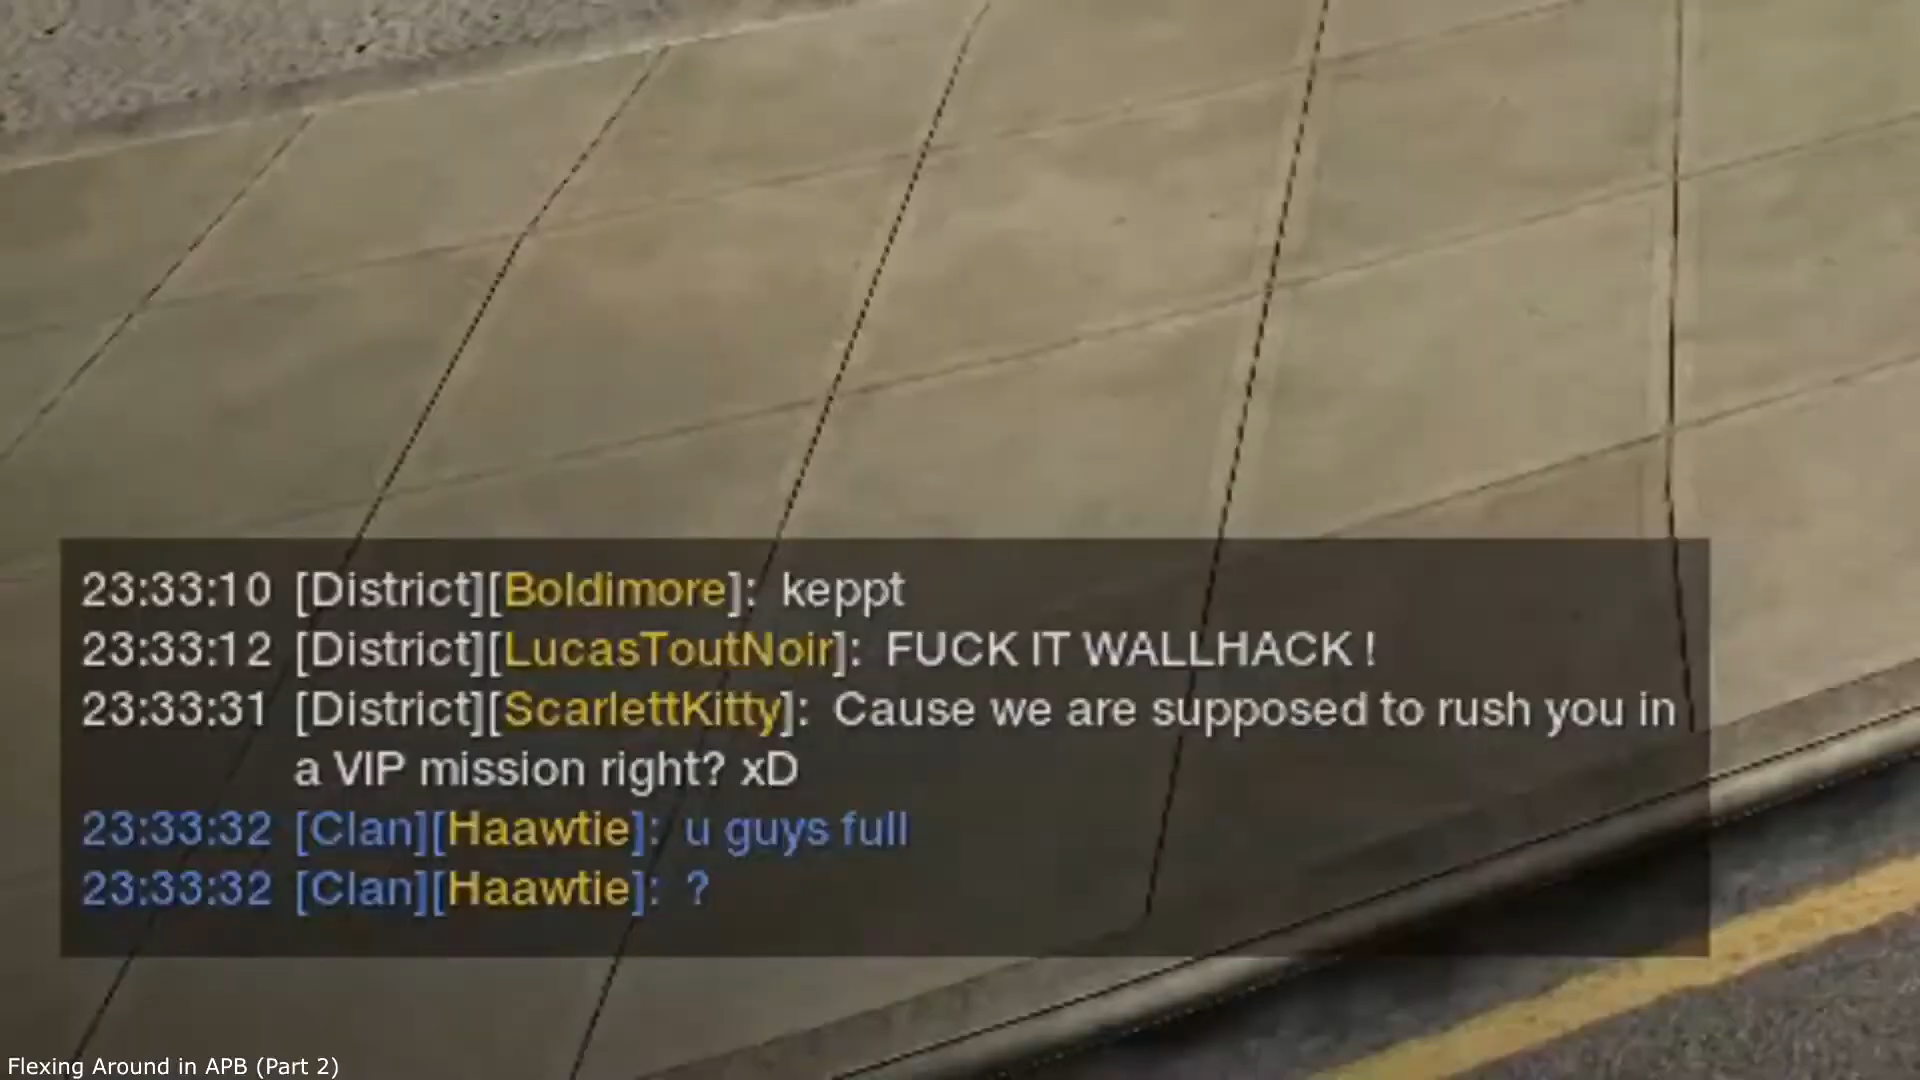 23:33:10 [District][Boldimore]: keppt
23:33:12 [District][LucasToutNoir]: FUCK IT WALLHACK !
23:33:31 [District][ScarlettKitty]: Cause we are supposed to rush you in
a VIP mission right? xD
23:33:32 [Clan][Haawtie]: u guys full
23:33:32 [Clan][Haawtie]: ?
Flexing Around in APB (Part 2)